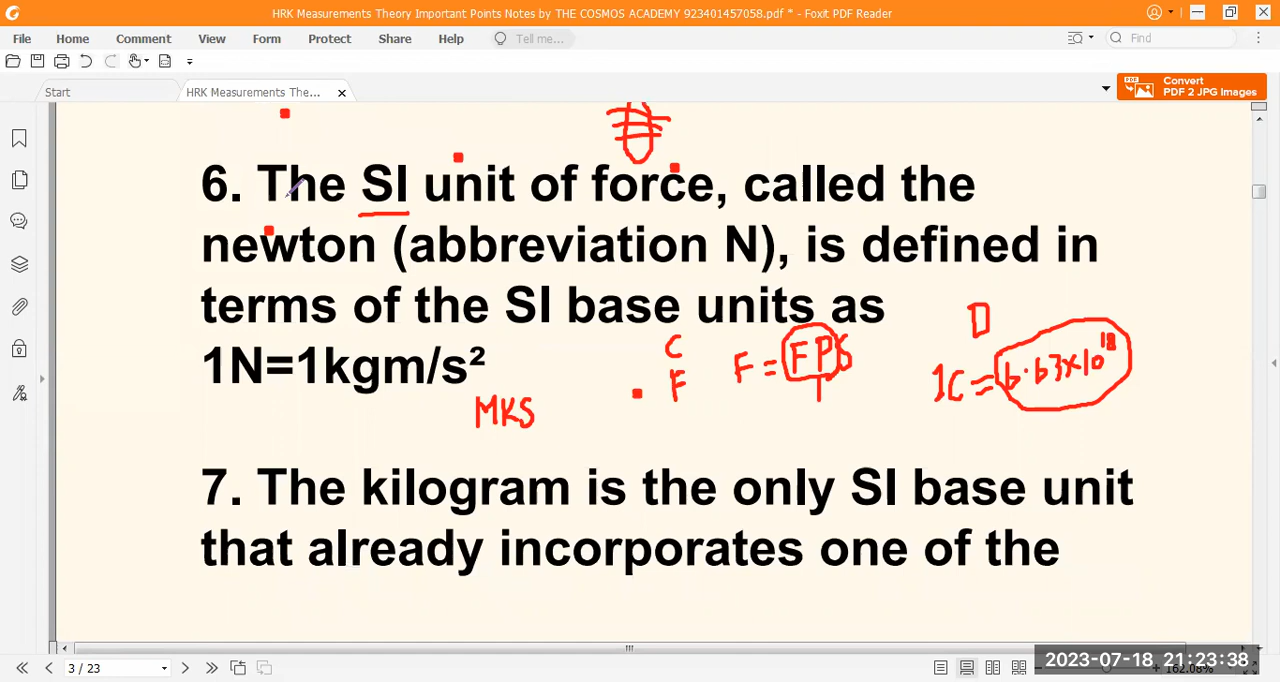 HRK Measurements Theory Important Points Notes by THE COSMOS ACADEMY 923401457058.pdf * - Foxit PDF Reader
File Home Comment View Form Protect Share Help Tell me... Find
Start HRK Measurements The... Convert
PDF 2 JPG Images
6. The SI unit of force, called the
newton (abbreviation N), is defined in
terms of the SI base units as
D
1N=1kgm/s²
C
F
F = FPS
1C = 6.63x10^18
MKS
7. The kilogram is the only SI base unit
that already incorporates one of the
3 / 23
2023-07-18 21:23:38
162.08%